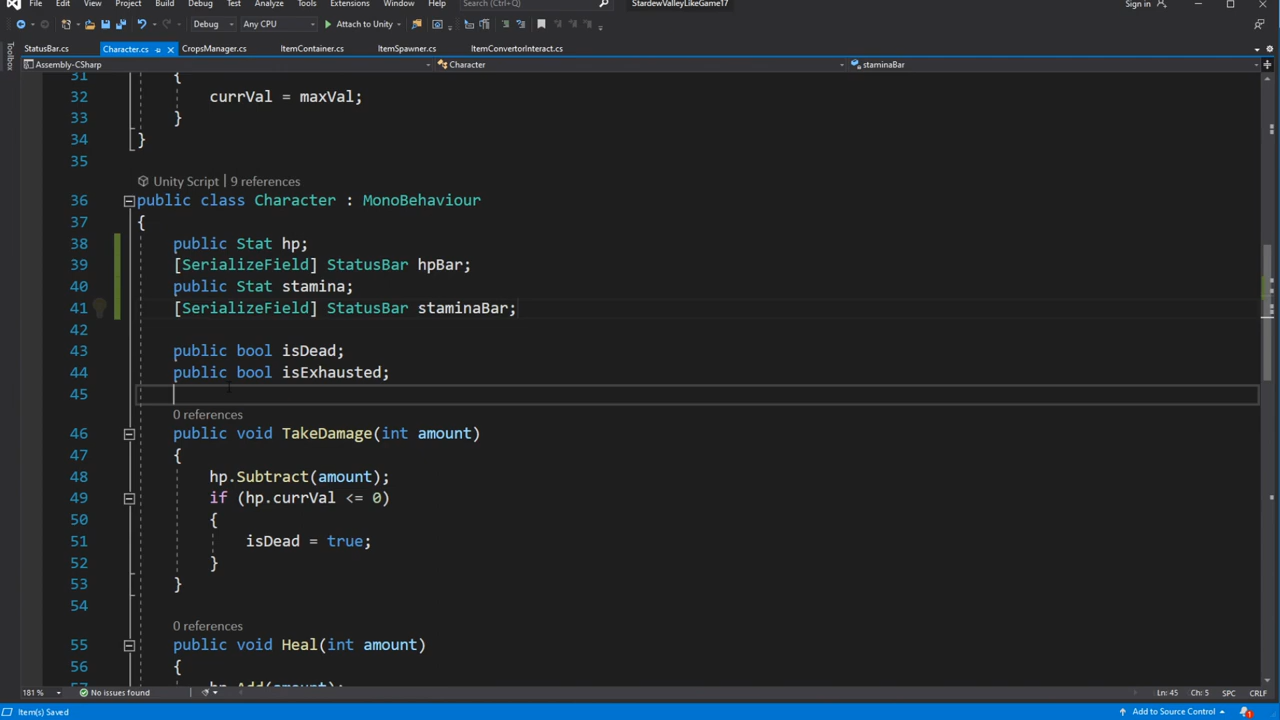 File Edit View Project Build Debug Test Analyze Tools Extensions Window Help Search (Ctrl+Q) StardewValleyLikeGame17 Sign in
Debug Any CPU Attach to Unity
StatusBar.cs Character.cs CropsManager.cs ItemContainer.cs ItemSpawner.cs ItemConvertorInteract.cs
Toolbox
Assembly-CSharp Character staminaBar
31 {
32 currVal = maxVal;
33 }
34 }
35
Unity Script | 9 references
36 public class Character : MonoBehaviour
37 {
38 public Stat hp;
39 [SerializeField] StatusBar hpBar;
40 public Stat stamina;
41 [SerializeField] StatusBar staminaBar;
42
43 public bool isDead;
44 public bool isExhausted;
45
0 references
46 public void TakeDamage(int amount)
47 {
48 hp.Subtract(amount);
49 if (hp.currVal <= 0)
50 {
51 isDead = true;
52 }
53 }
54
0 references
55 public void Heal(int amount)
56 {
57 hp.Add(amount);
181 % No issues found Ln: 45 Ch: 5 SPC CRLF
Item(s) Saved Add to Source Control 1